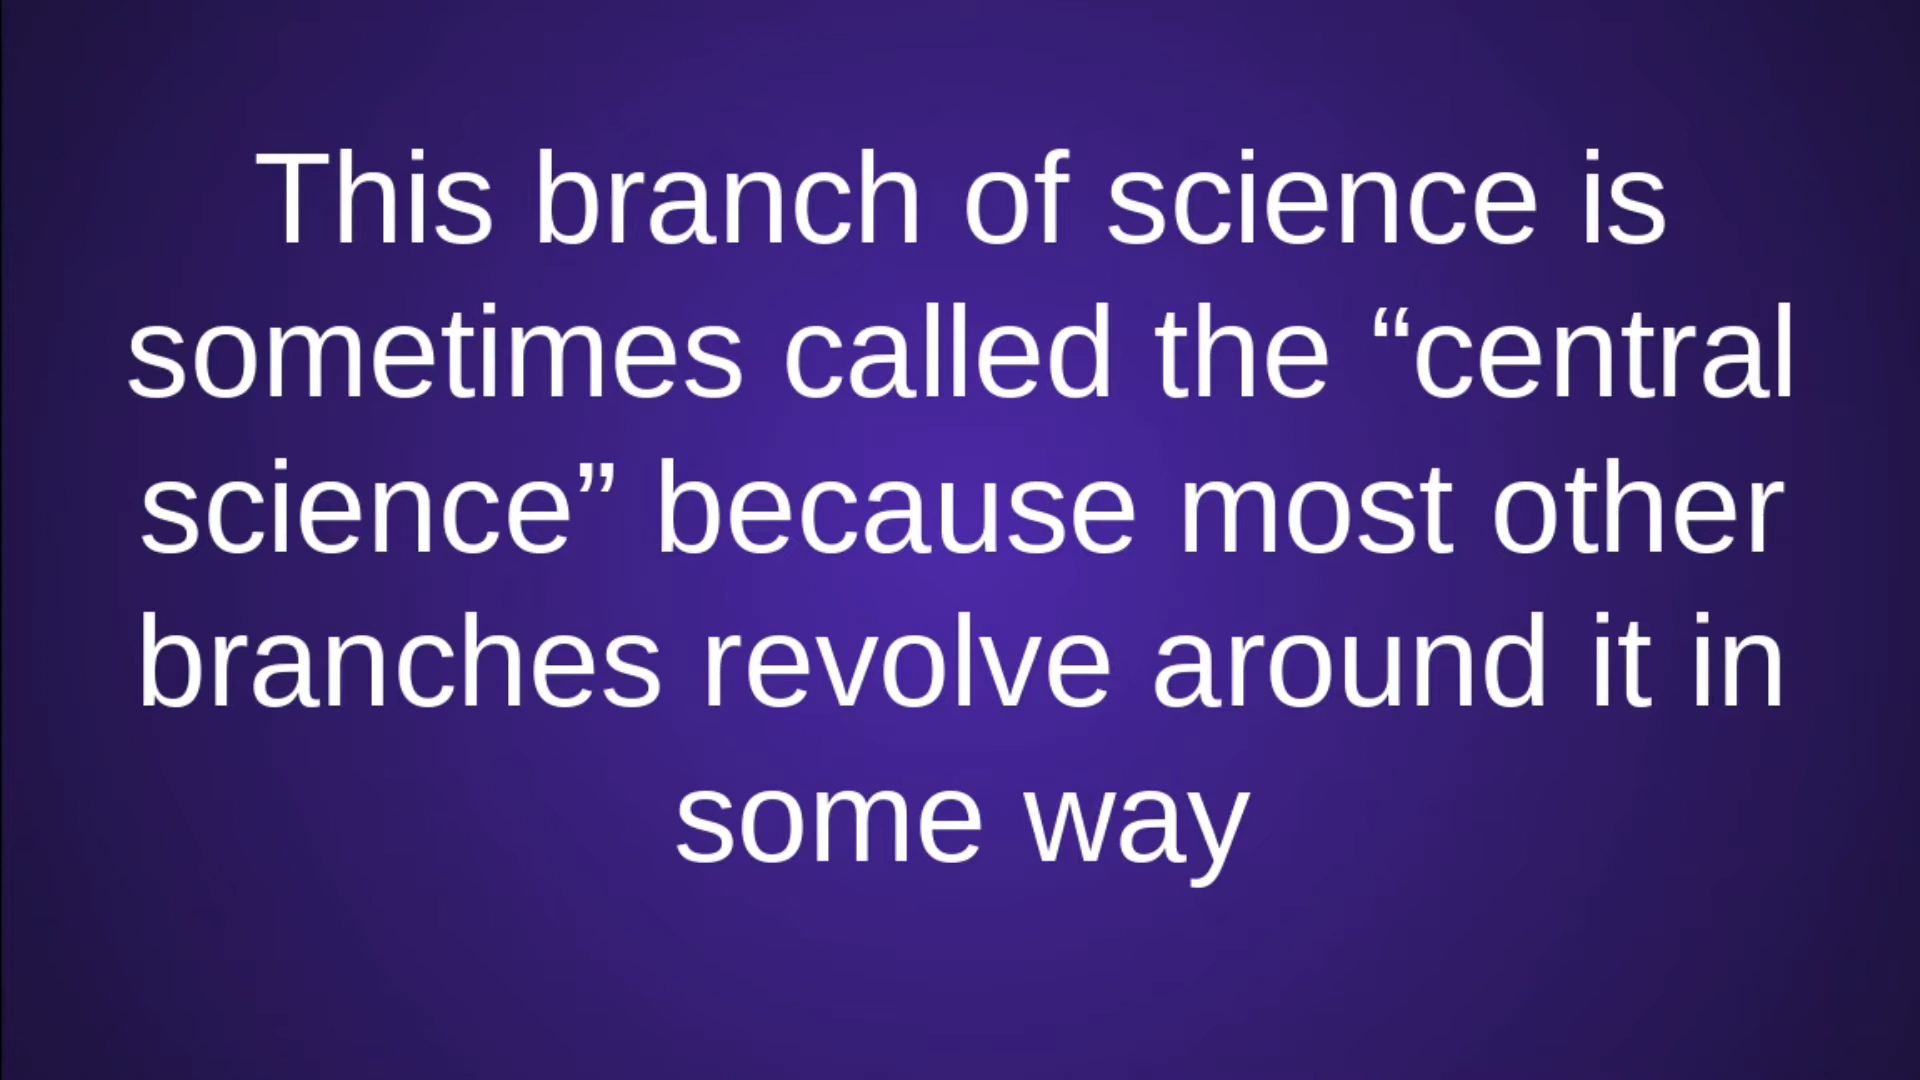 This branch of science is
sometimes called the “central
science” because most other
branches revolve around it in
some way